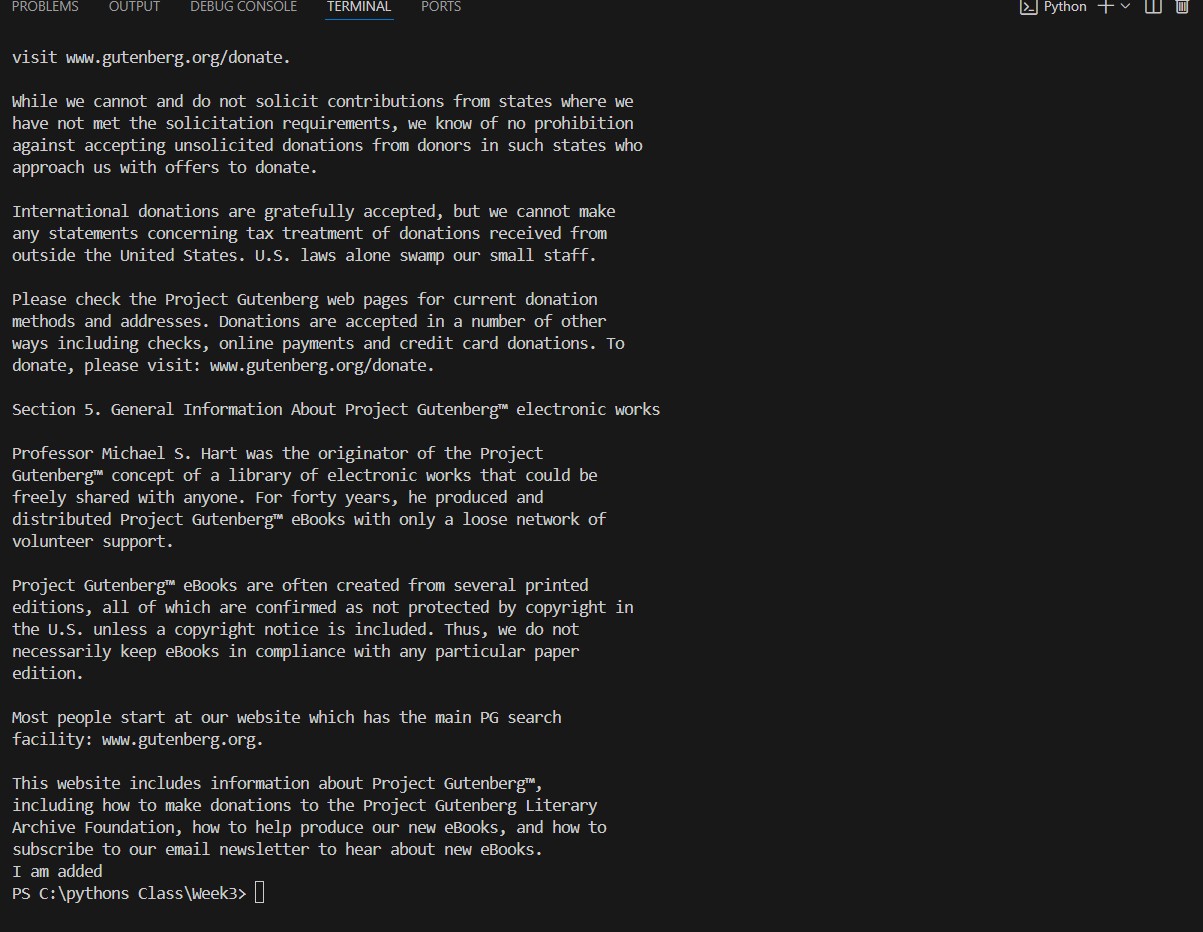 PROBLEMS OUTPUT DEBUG CONSOLE TERMINAL PORTS Python
visit www.gutenberg.org/donate.
While we cannot and do not solicit contributions from states where we
have not met the solicitation requirements, we know of no prohibition
against accepting unsolicited donations from donors in such states who
approach us with offers to donate.
International donations are gratefully accepted, but we cannot make
any statements concerning tax treatment of donations received from
outside the United States. U.S. laws alone swamp our small staff.
Please check the Project Gutenberg web pages for current donation
methods and addresses. Donations are accepted in a number of other
ways including checks, online payments and credit card donations. To
donate, please visit: www.gutenberg.org/donate.
Section 5. General Information About Project Gutenberg™ electronic works
Professor Michael S. Hart was the originator of the Project
Gutenberg™ concept of a library of electronic works that could be
freely shared with anyone. For forty years, he produced and
distributed Project Gutenberg™ eBooks with only a loose network of
volunteer support.
Project Gutenberg™ eBooks are often created from several printed
editions, all of which are confirmed as not protected by copyright in
the U.S. unless a copyright notice is included. Thus, we do not
necessarily keep eBooks in compliance with any particular paper
edition.
Most people start at our website which has the main PG search
facility: www.gutenberg.org.
This website includes information about Project Gutenberg™,
including how to make donations to the Project Gutenberg Literary
Archive Foundation, how to help produce our new eBooks, and how to
subscribe to our email newsletter to hear about new eBooks.
I am added
PS C:\pythons Class\Week3>